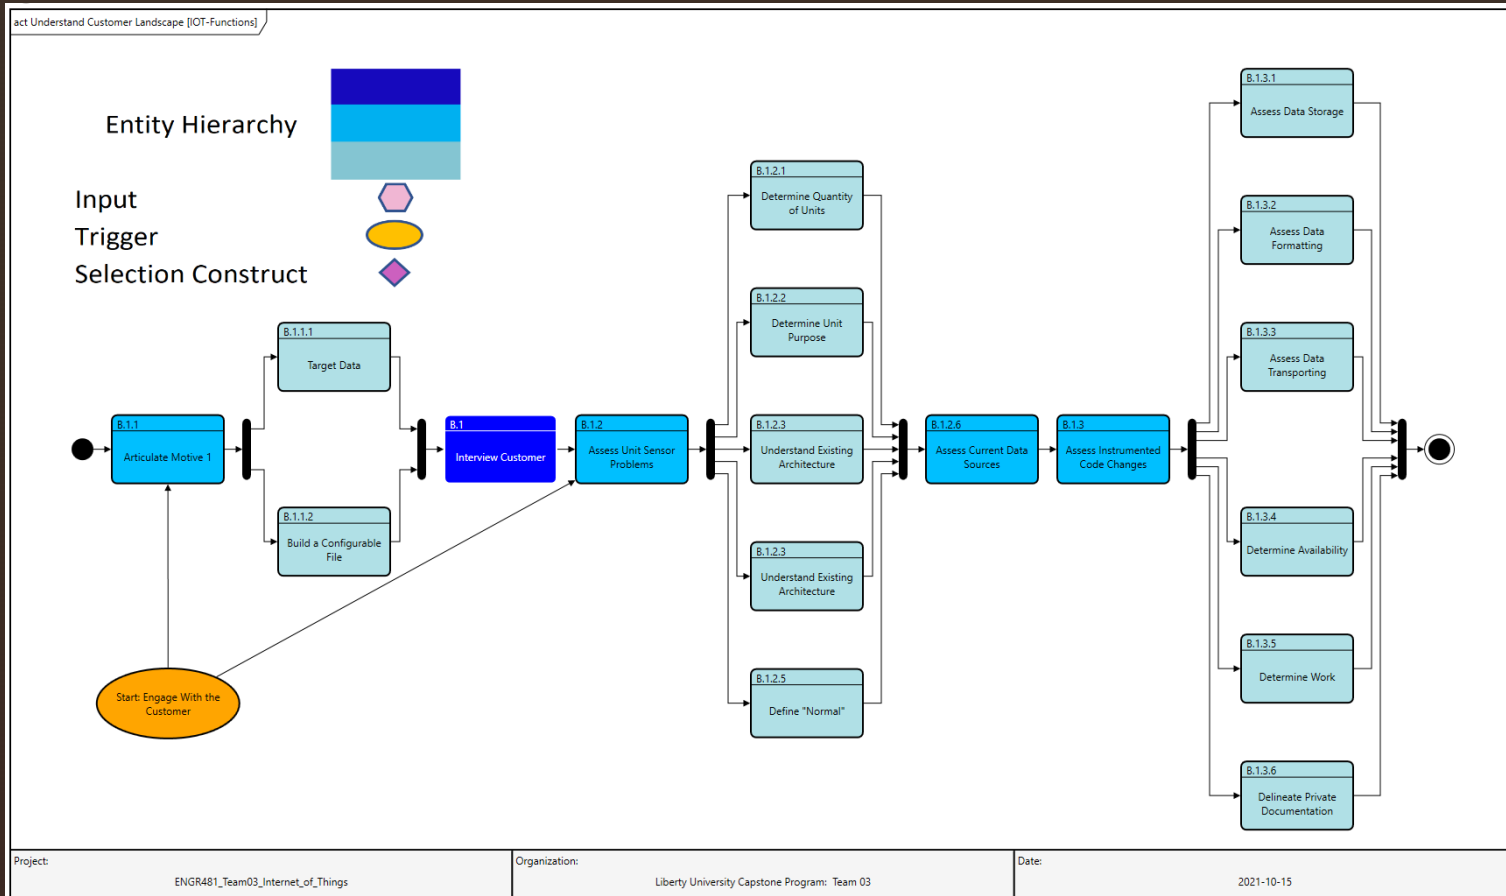 act Understand Customer Landscape [IOT-Functions]
Entity Hierarchy
Input
Trigger
Selection Construct
B.1.1
Articulate Motive 1
B.1.1.1
Target Data
B.1.1.2
Build a Configurable
File
Start: Engage With the
Customer
B.1
Interview Customer
B.1.2
Assess Unit Sensor
Problems
B.1.2.1
Determine Quantity
of Units
B.1.2.2
Determine Unit
Purpose
B.1.2.3
Understand Existing
Architecture
B.1.2.3
Understand Existing
Architecture
B.1.2.5
Define "Normal"
B.1.2.6
Assess Current Data
Sources
B.1.3
Assess Instrumented
Code Changes
B.1.3.1
Assess Data Storage
B.1.3.2
Assess Data
Formatting
B.1.3.3
Assess Data
Transporting
B.1.3.4
Determine Availability
B.1.3.5
Determine Work
B.1.3.6
Delineate Private
Documentation
Project:
ENGR481_Team03_Internet_of_Things
Organization:
Liberty University Capstone Program: Team 03
Date:
2021-10-15